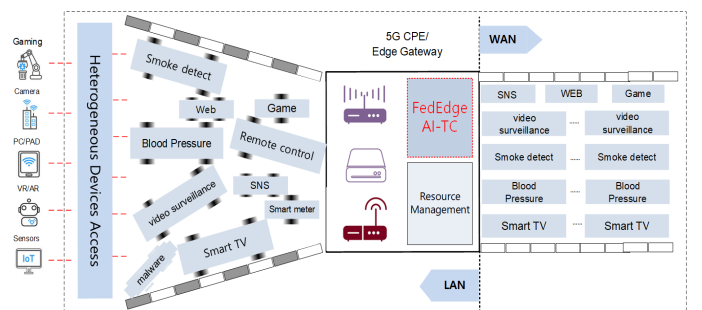 5G CPE/
Edge Gateway
WAN
Gaming
Camera
PC/PAD
VR/AR
Sensors
IoT
Heterogeneous Devices Access
Smoke detect
Web
Game
Blood Pressure
Remote control
video surveillance
SNS
Smart meter
Smart TV
malware
FedEdge
AI-TC
Resource
Management
SNS
WEB
Game
video
surveillance
.....
video
surveillance
Smoke detect
.....
Smoke detect
Blood
Pressure
.....
Blood
Pressure
Smart TV
.....
Smart TV
LAN